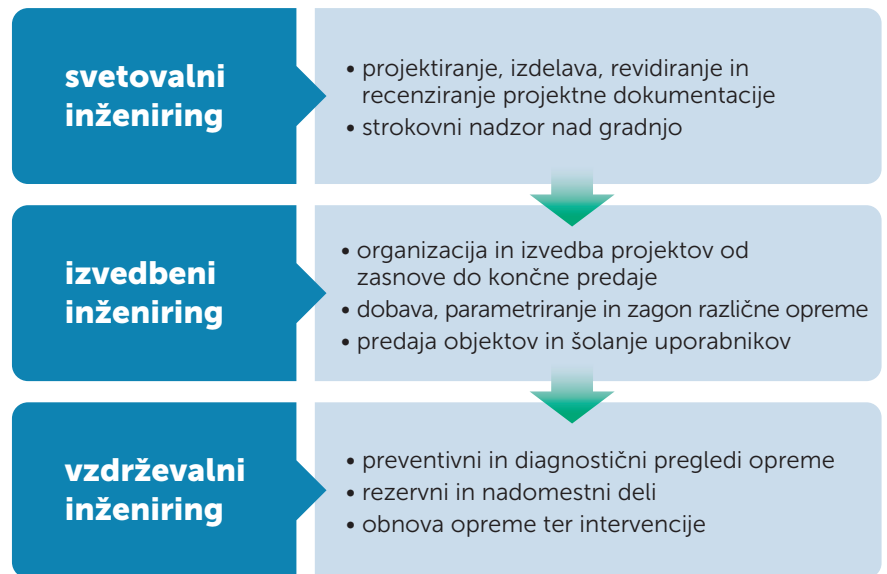 svetovalni
inženiring
• projektiranje, izdelava, revidiranje in
recenziranje projektne dokumentacije
• strokovni nadzor nad gradnjo
izvedbeni
inženiring
• organizacija in izvedba projektov od
zasnove do končne predaje
• dobava, parametriranje in zagon različne opreme
• predaja objektov in šolanje uporabnikov
vzdrževalni
inženiring
• preventivni in diagnostični pregledi opreme
• rezervni in nadomestni deli
• obnova opreme ter intervencije